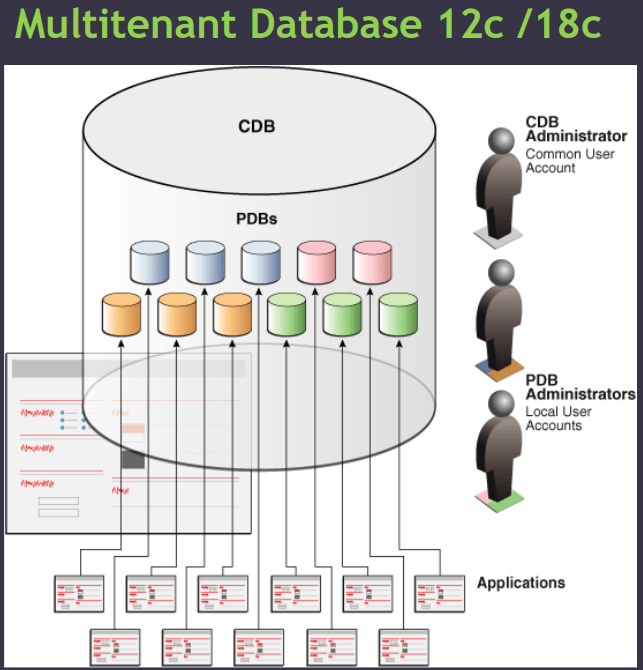 Multitenant Database 12c /18c
CDB
PDBs
CDB
Administrator
Common User
Account
PDB
Administrators
Local User
Accounts
Applications